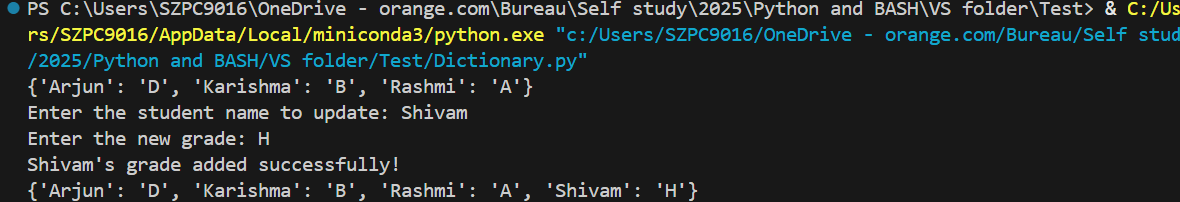 PS C:\Users\SZPC9016\OneDrive - orange.com\Bureau\Self study\2025\Python and BASH\VS folder\Test> & C:/Us
rs/SZPC9016/AppData/Local/miniconda3/python.exe "c:/Users/SZPC9016/OneDrive - orange.com/Bureau/Self stud
/2025/Python and BASH/VS folder/Test/Dictionary.py"
{'Arjun': 'D', 'Karishma': 'B', 'Rashmi': 'A'}
Enter the student name to update: Shivam
Enter the new grade: H
Shivam's grade added successfully!
{'Arjun': 'D', 'Karishma': 'B', 'Rashmi': 'A', 'Shivam': 'H'}